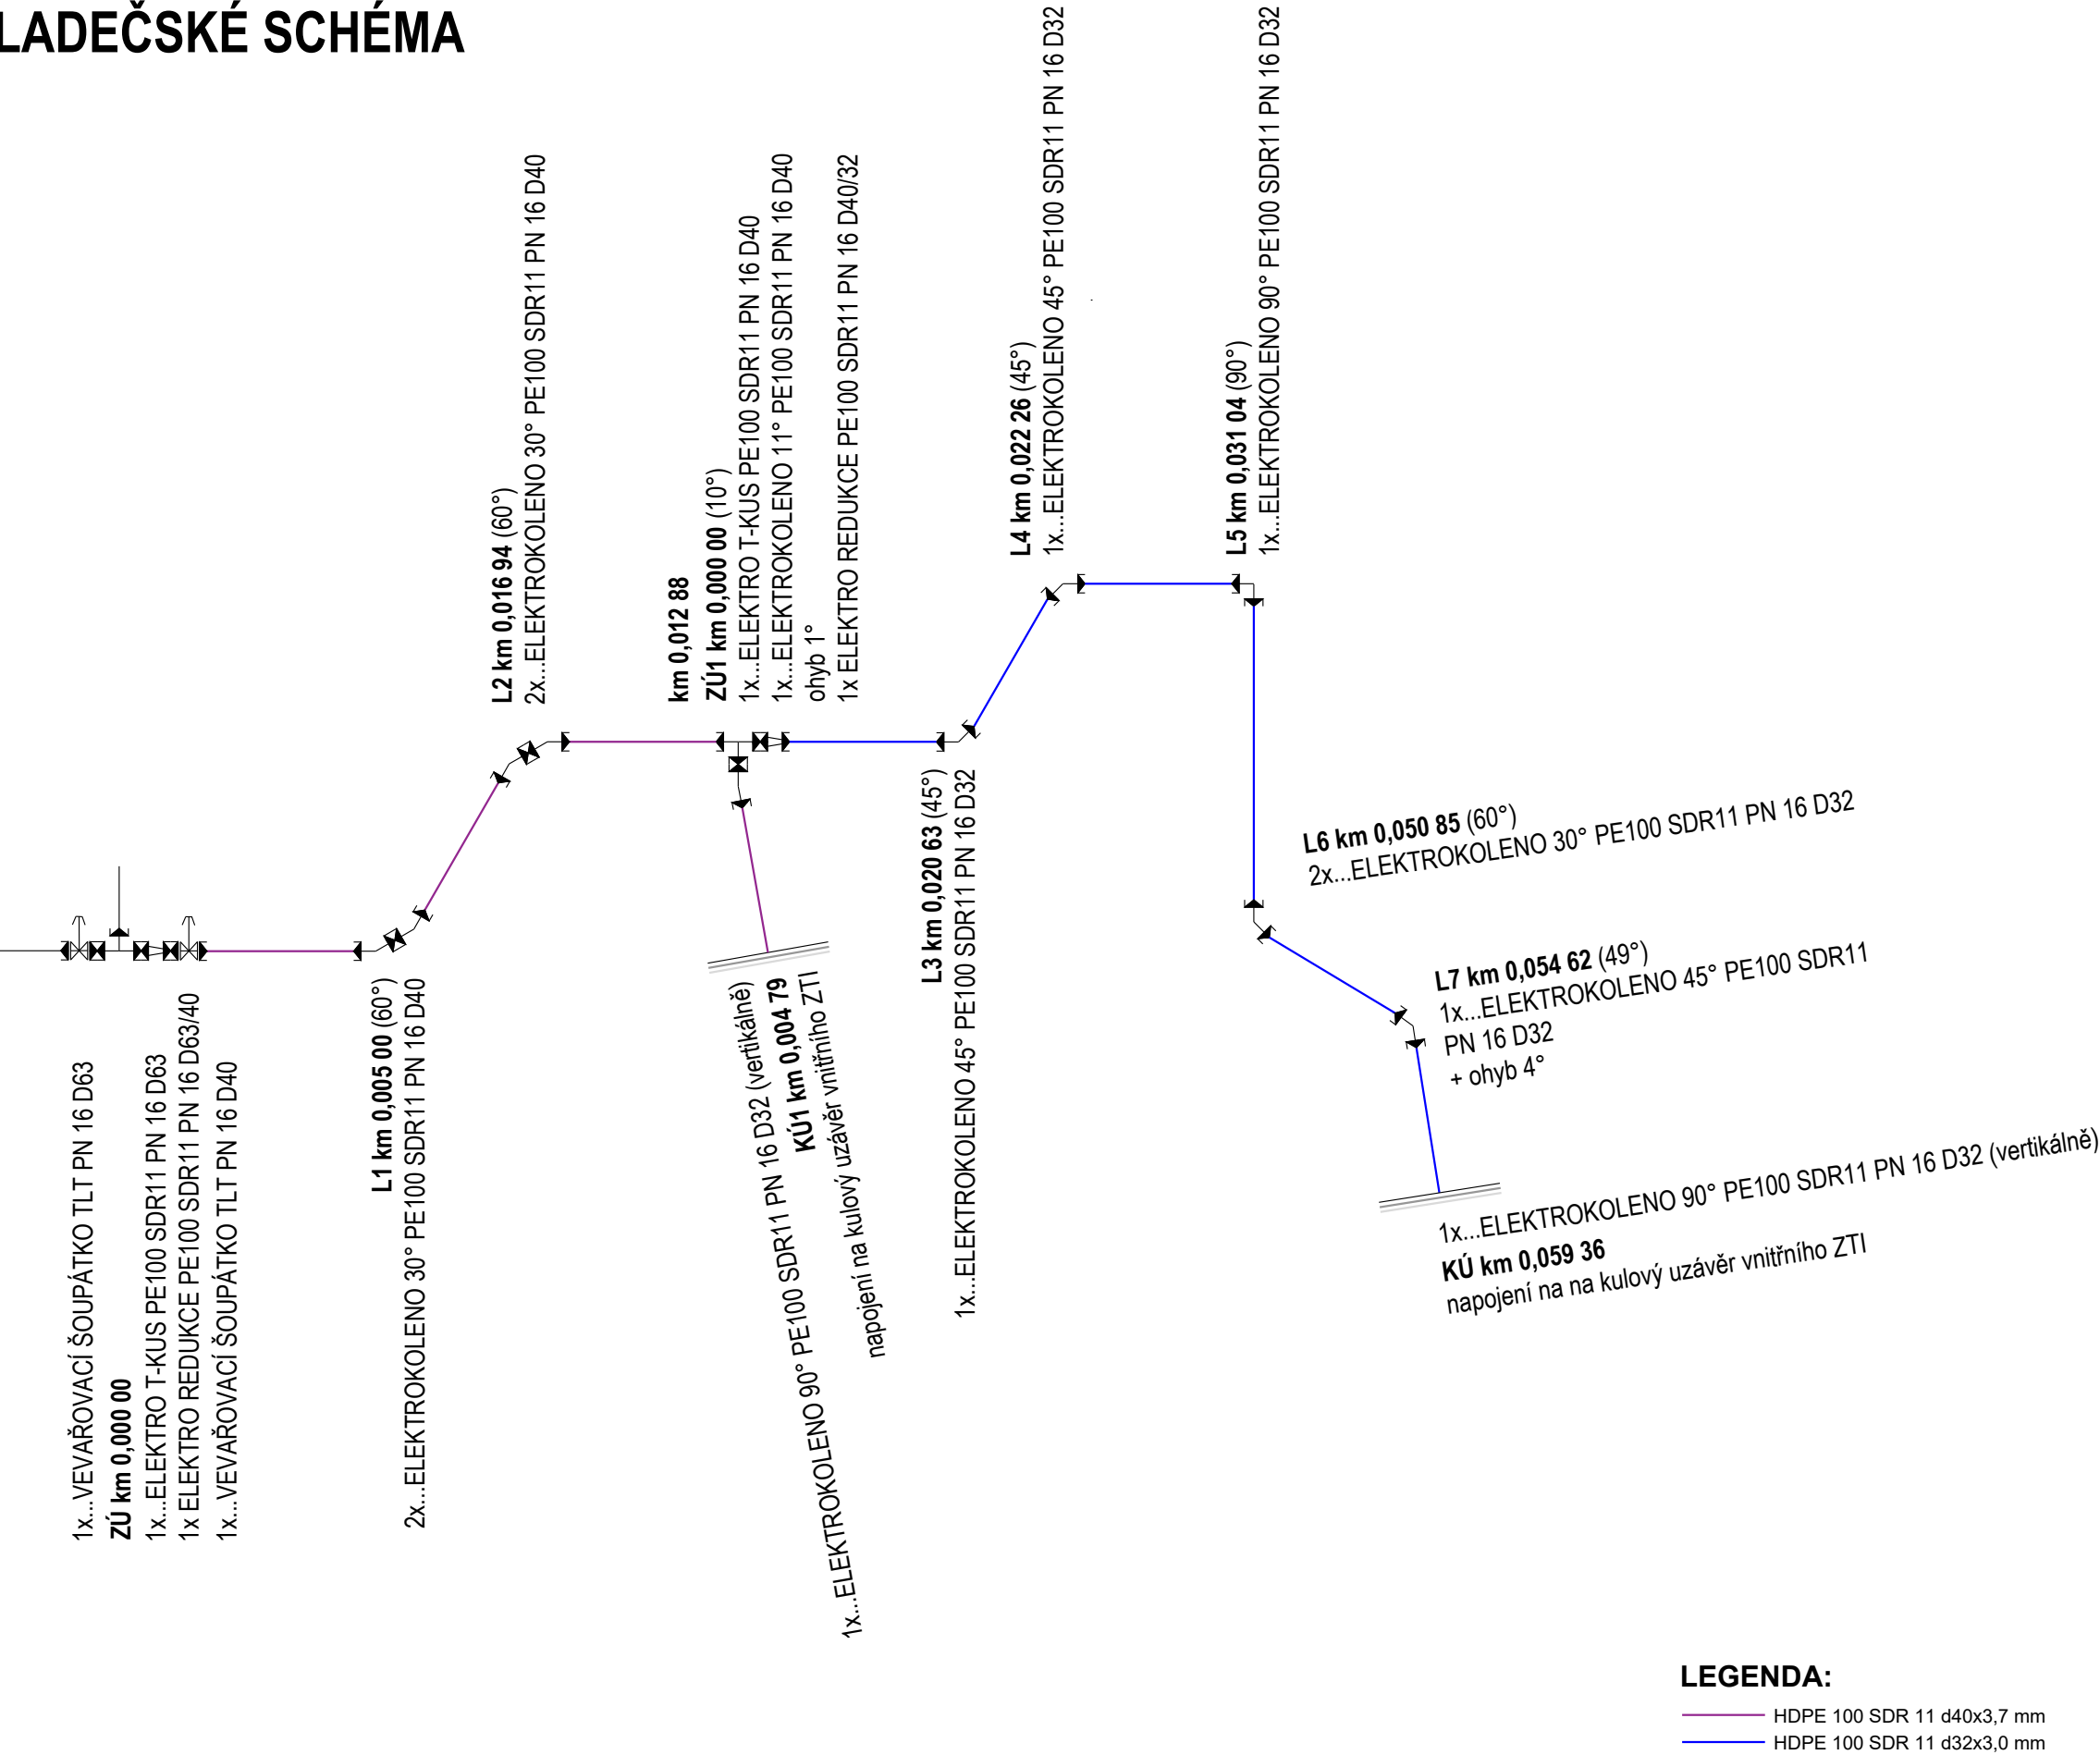 LADEČSKÉ SCHÉMA
1x...VEVAŘOVACÍ ŠOUPÁTKO TLT PN 16 D63
ZÚ km 0,000 00
1x...ELEKTRO T-KUS PE100 SDR11 PN 16 D63
1x ELEKTRO REDUKCE PE100 SDR11 PN 16 D63/40
1x...VEVAŘOVACÍ ŠOUPÁTKO TLT PN 16 D40
L1 km 0,005 00 (60°)
2x...ELEKTROKOLENO 30° PE100 SDR11 PN 16 D40
L2 km 0,016 94 (60°)
2x...ELEKTROKOLENO 30° PE100 SDR11 PN 16 D40
km 0,012 88
ZÚ1 km 0,000 00 (10°)
1x...ELEKTRO T-KUS PE100 SDR11 PN 16 D40
1x...ELEKTROKOLENO 11° PE100 SDR11 PN 16 D40
ohyb 1°
1x ELEKTRO REDUKCE PE100 SDR11 PN 16 D40/32
1x...ELEKTROKOLENO 90° PE100 SDR11 PN 16 D32 (vertikálně)
KÚ1 km 0,004 79
napojení na kulový uzávěr vnitřního ZTI
L3 km 0,020 63 (45°)
1x...ELEKTROKOLENO 45° PE100 SDR11 PN 16 D32
L4 km 0,022 26 (45°)
1x...ELEKTROKOLENO 45° PE100 SDR11 PN 16 D32
L5 km 0,031 04 (90°)
1x...ELEKTROKOLENO 90° PE100 SDR11 PN 16 D32
L6 km 0,050 85 (60°)
2x...ELEKTROKOLENO 30° PE100 SDR11 PN 16 D32
L7 km 0,054 62 (49°)
1x...ELEKTROKOLENO 45° PE100 SDR11
PN 16 D32
+ ohyb 4°
1x...ELEKTROKOLENO 90° PE100 SDR11 PN 16 D32 (vertikálně)
KÚ km 0,059 36
napojení na na kulový uzávěr vnitřního ZTI
LEGENDA:
HDPE 100 SDR 11 d40x3,7 mm
HDPE 100 SDR 11 d32x3,0 mm